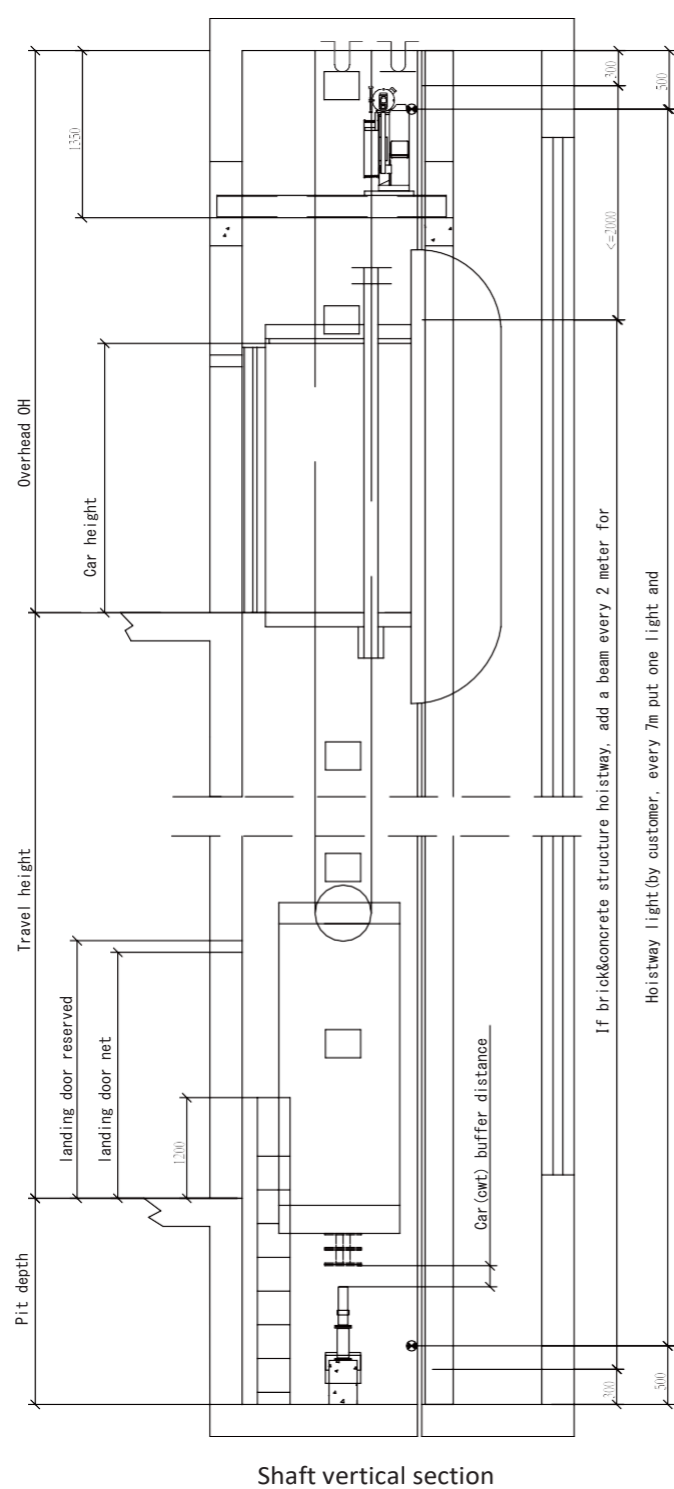 1350
300
500
<=2000
Overhead OH
Car height
Travel height
landing door reserved
landing door net
1200
Car(cwt) buffer distance
If brick&concrete structure hoistway, add a beam every 2 meter for
Hoistway light(by customer, every 7m put one light and
Pit depth
300
500
Shaft vertical section